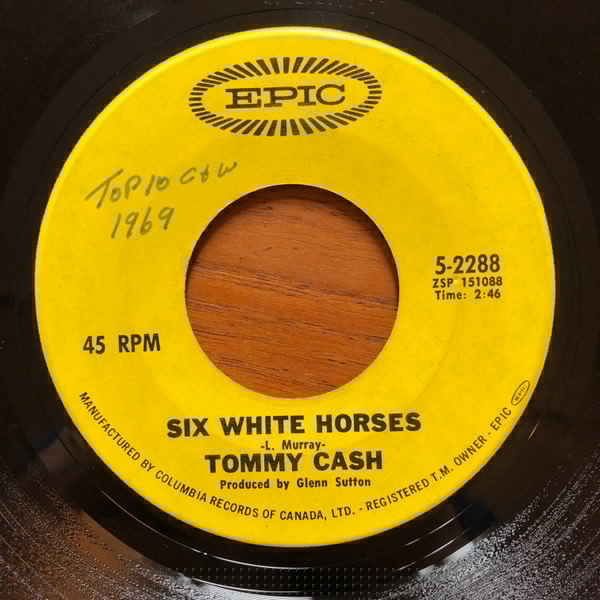 EPIC
TOP 10 C&W
1969
5-2288
ZSP 151088
Time: 2:46
45 RPM
SIX WHITE HORSES
-L. Murray-
TOMMY CASH
Produced by Glenn Sutton
MANUFACTURED BY COLUMBIA RECORDS OF CANADA, LTD. - REGISTERED T.M. OWNER - EPIC EPIC